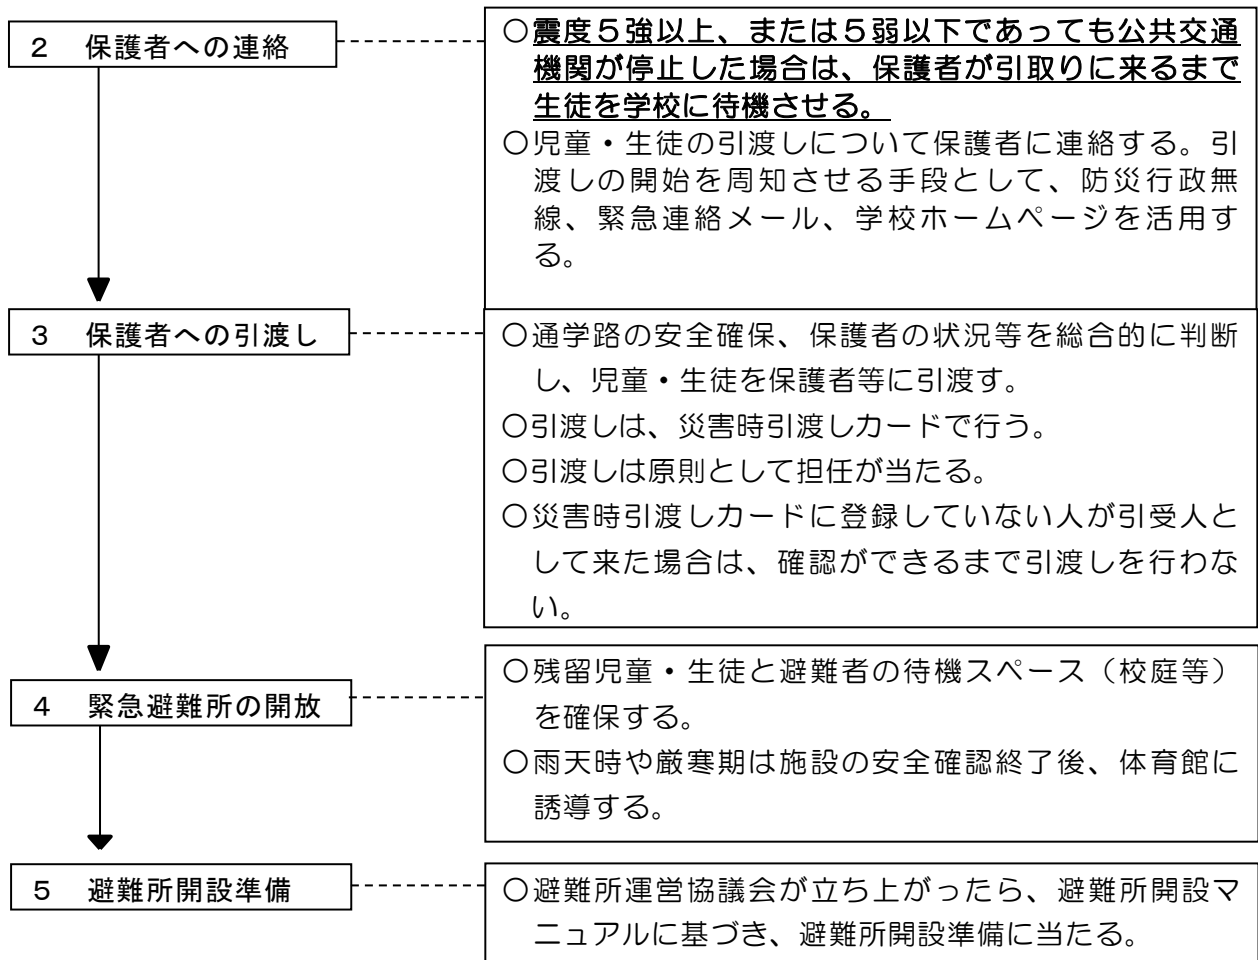 2 保護者への連絡
○震度5強以上、または5弱以下であっても公共交通
機関が停止した場合は、保護者が引取りに来るまで
生徒を学校に待機させる。
○児童・生徒の引渡しについて保護者に連絡する。引
渡しの開始を周知させる手段として、防災行政無
線、緊急連絡メール、学校ホームページを活用す
る。
3 保護者への引渡し
○通学路の安全確保、保護者の状況等を総合的に判断
し、児童・生徒を保護者等に引渡す。
○引渡しは、災害時引渡しカードで行う。
○引渡しは原則として担任が当たる。
○災害時引渡しカードに登録していない人が引受人と
して来た場合は、確認ができるまで引渡しを行わな
い。
4 緊急避難所の開放
○残留児童・生徒と避難者の待機スペース(校庭等)
を確保する。
○雨天時や厳寒期は施設の安全確認終了後、体育館に
誘導する。
5 避難所開設準備
○避難所運営協議会が立ち上がったら、避難所開設マ
ニュアルに基づき、避難所開設準備に当たる。